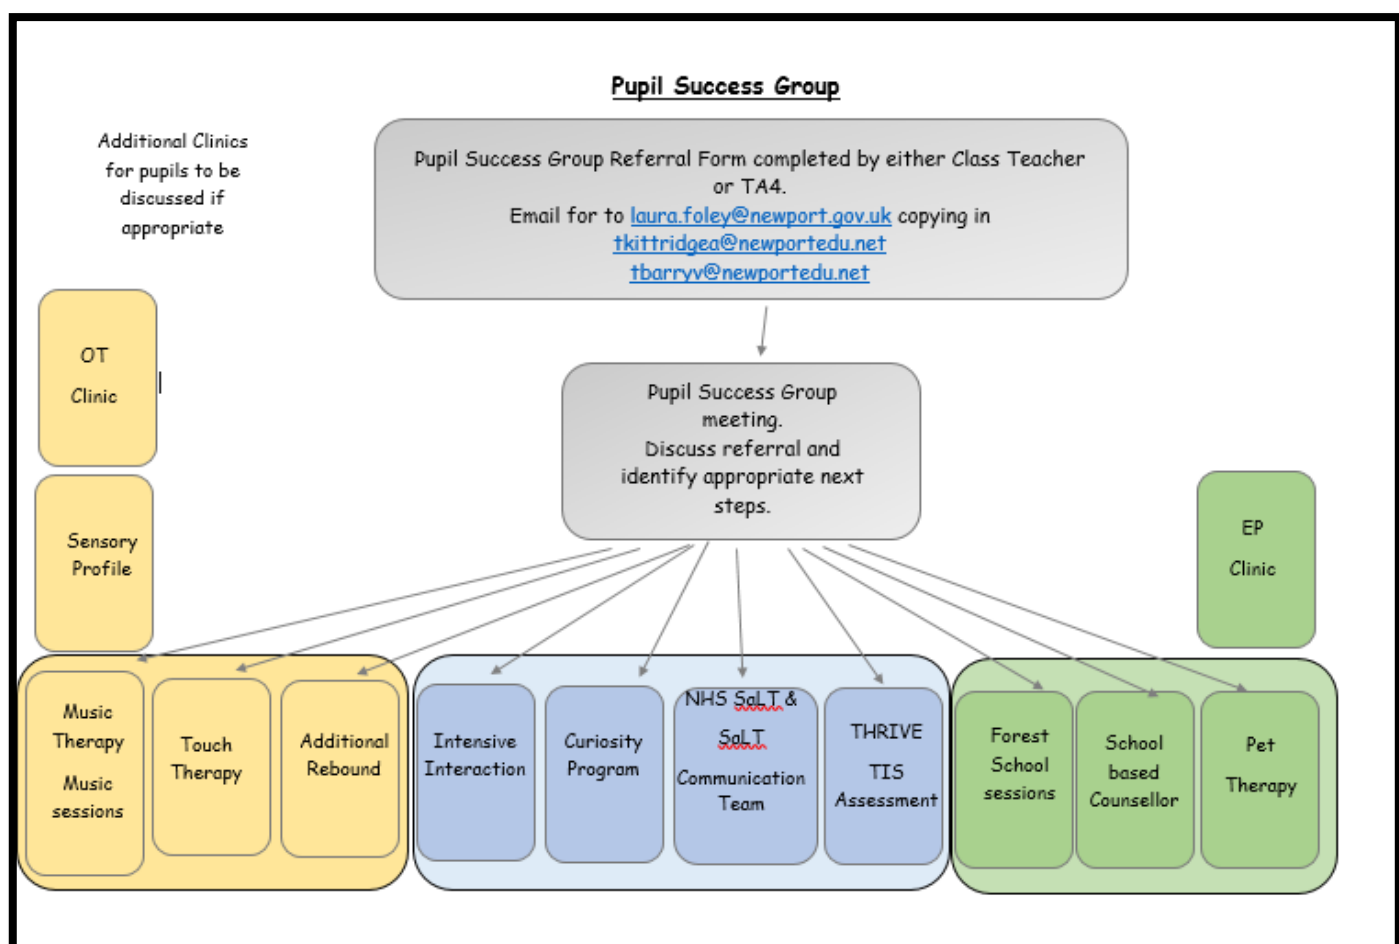 Pupil Success Group
Additional Clinics
for pupils to be
discussed if
appropriate
Pupil Success Group Referral Form completed by either Class Teacher
or TA4.
Email for to laura.foley@newport.gov.uk copying in
tkittridgea@newportedu.net
tbarryv@newportedu.net
OT
Clinic
Pupil Success Group
meeting.
Discuss referral and
identify appropriate next
steps.
Sensory
Profile
EP
Clinic
Music
Therapy
Music
sessions
Touch
Therapy
Additional
Rebound
Intensive
Interaction
Curiosity
Program
NHS SaLT &
SaLT
Communication
Team
THRIVE
TIS
Assessment
Forest
School
sessions
School
based
Counsellor
Pet
Therapy